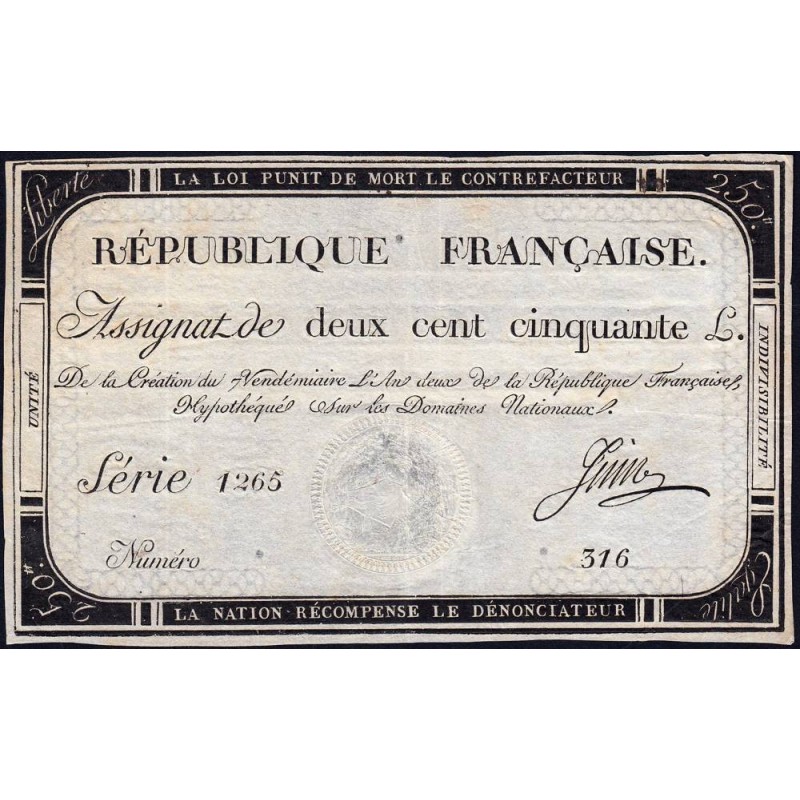 Liberté
LA LOI PUNIT DE MORT LE CONTREFACTEUR
250.₶
RÉPUBLIQUE FRANÇAISE.
Assignat de deux cent cinquante L.
De la Création du 7 Vendémiaire L'An deux de la République Française,
Hypothéqué sur les Domaines Nationaux.
UNITÉ
INDIVISIBILITÉ
Série 1265
Numéro 316
250.₶
LA NATION RÉCOMPENSE LE DÉNONCIATEUR
Egalité